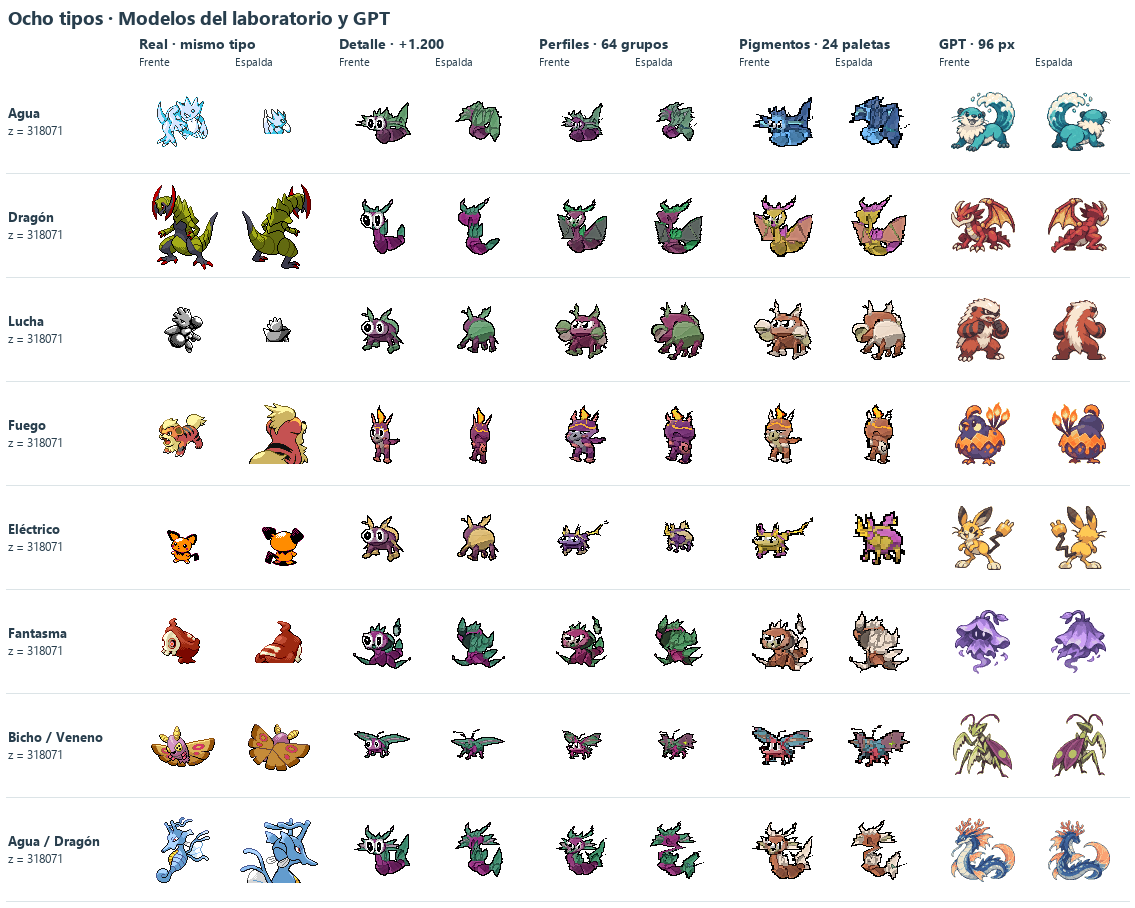 Ocho tipos · Modelos del laboratorio y GPT
Real · mismo tipo Detalle · +1.200 Perfiles · 64 grupos Pigmentos · 24 paletas GPT · 96 px
Frente Espalda Frente Espalda Frente Espalda Frente Espalda Frente Espalda
Agua
z = 318071
Dragón
z = 318071
Lucha
z = 318071
Fuego
z = 318071
Eléctrico
z = 318071
Fantasma
z = 318071
Bicho / Veneno
z = 318071
Agua / Dragón
z = 318071